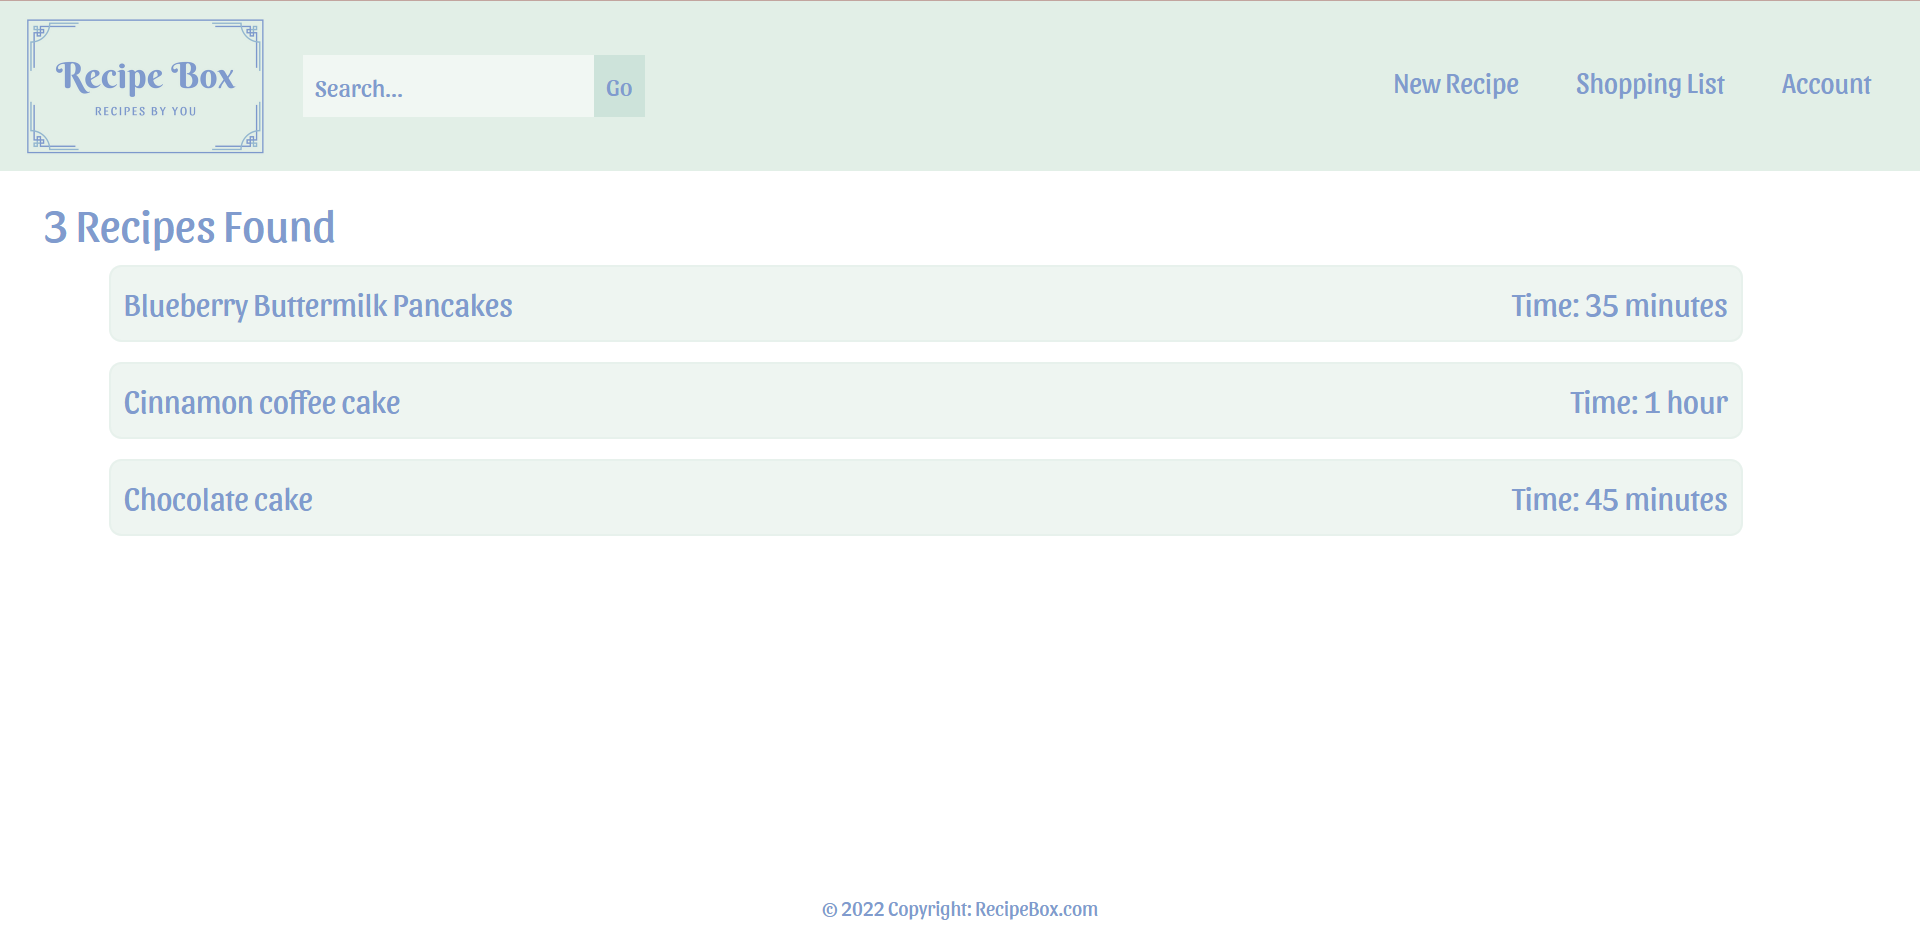 Recipe Box
RECIPES BY YOU
Search...
Go
New Recipe
Shopping List
Account
3 Recipes Found
Blueberry Buttermilk Pancakes
Time: 35 minutes
Cinnamon coffee cake
Time: 1 hour
Chocolate cake
Time: 45 minutes
© 2022 Copyright: RecipeBox.com